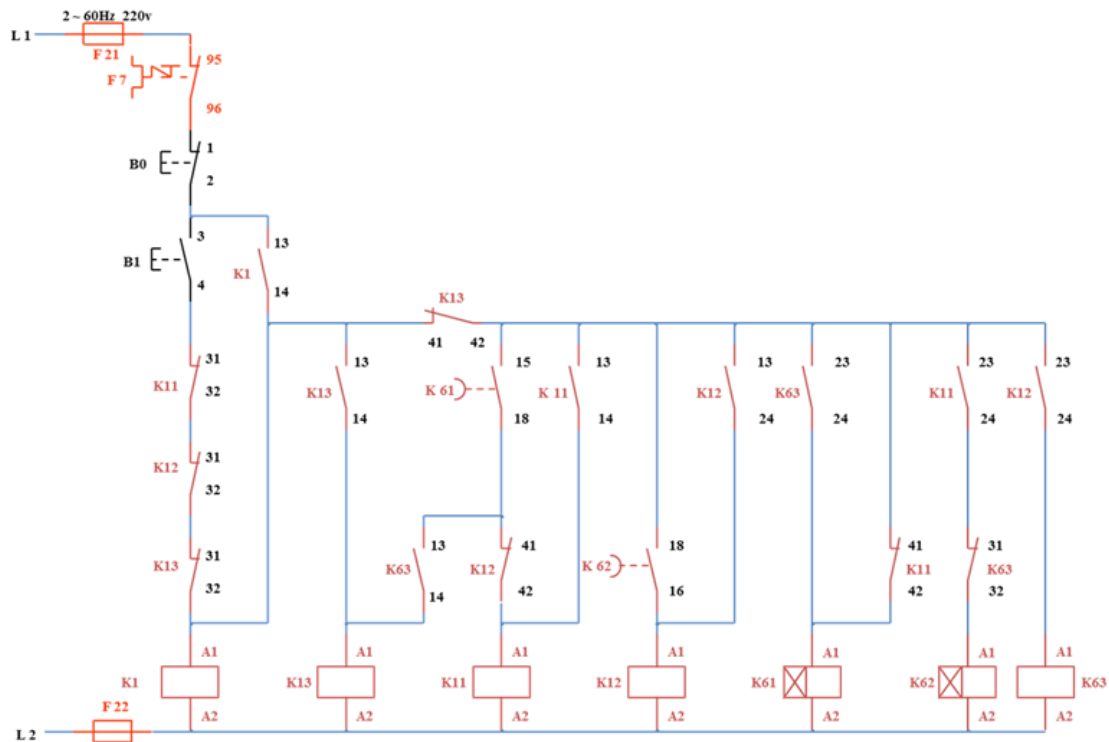 2 ~ 60Hz 220v
L 1
F 21
F 7
95
96
B0
1
2
B1
3
4
K1
13
14
K13
41
42
K11
31
32
K13
13
14
K 61
15
18
K 11
13
14
K12
13
24
K63
23
24
K11
23
24
K12
23
24
K12
31
32
K13
31
32
K63
13
14
K12
41
42
K 62
18
16
41
K11
42
31
K63
32
K1
A1
A2
K13
A1
A2
K11
A1
A2
K12
A1
A2
K61
A1
A2
K62
A1
A2
A1
K63
A2
F 22
L 2